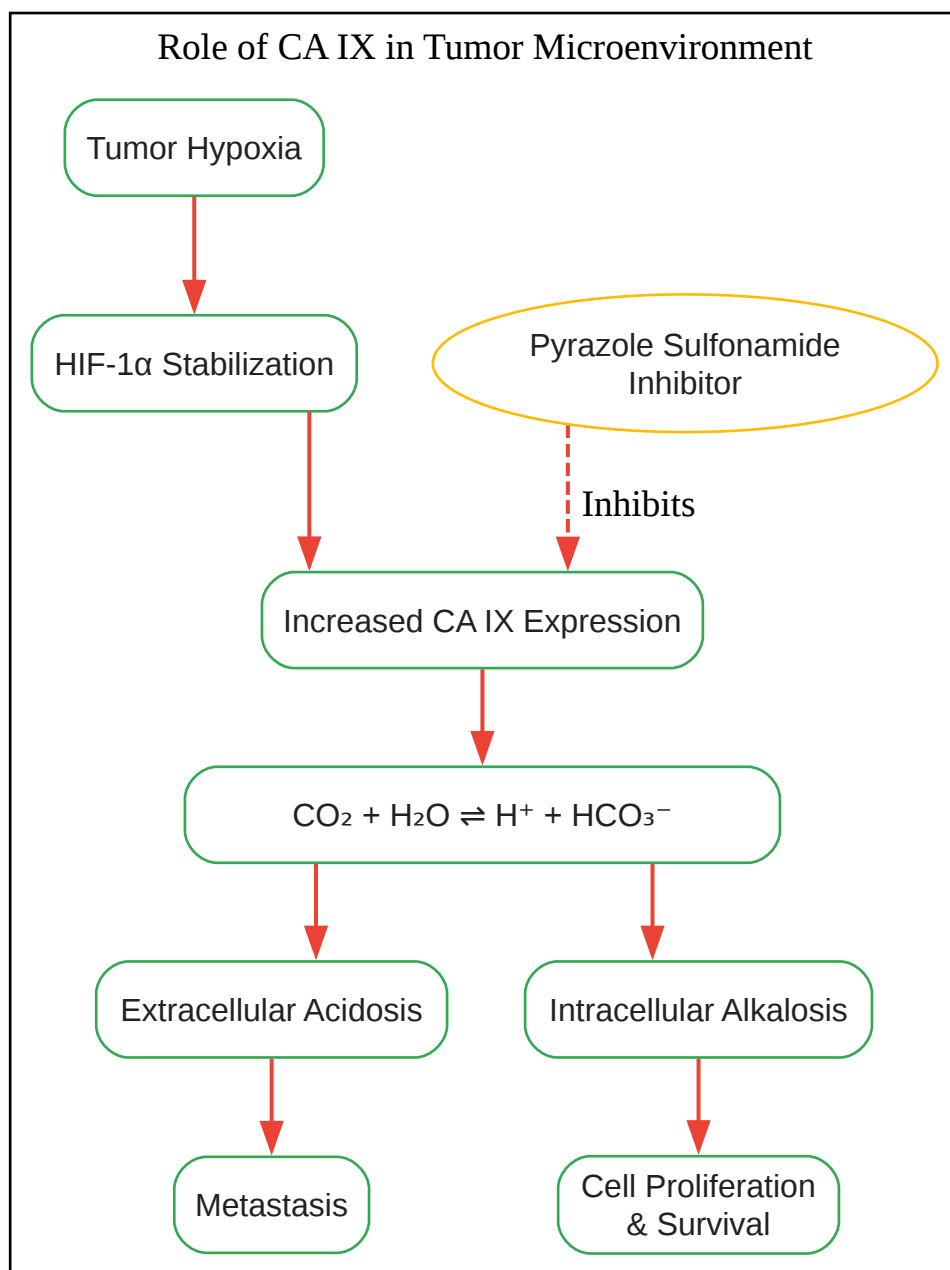 Role of CA IX in Tumor Microenvironment
Tumor Hypoxia
HIF-1α Stabilization
Pyrazole Sulfonamide
Inhibitor
Inhibits
Increased CA IX Expression
CO₂ + H₂O ⇌ H⁺ + HCO₃⁻
Extracellular Acidosis
Intracellular Alkalosis
Metastasis
Cell Proliferation
& Survival